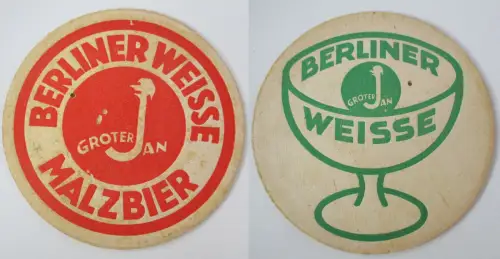 BERLINER WEISSE
GROTER JAN
MALZBIER
BERLINER
GROTER JAN
WEISSE